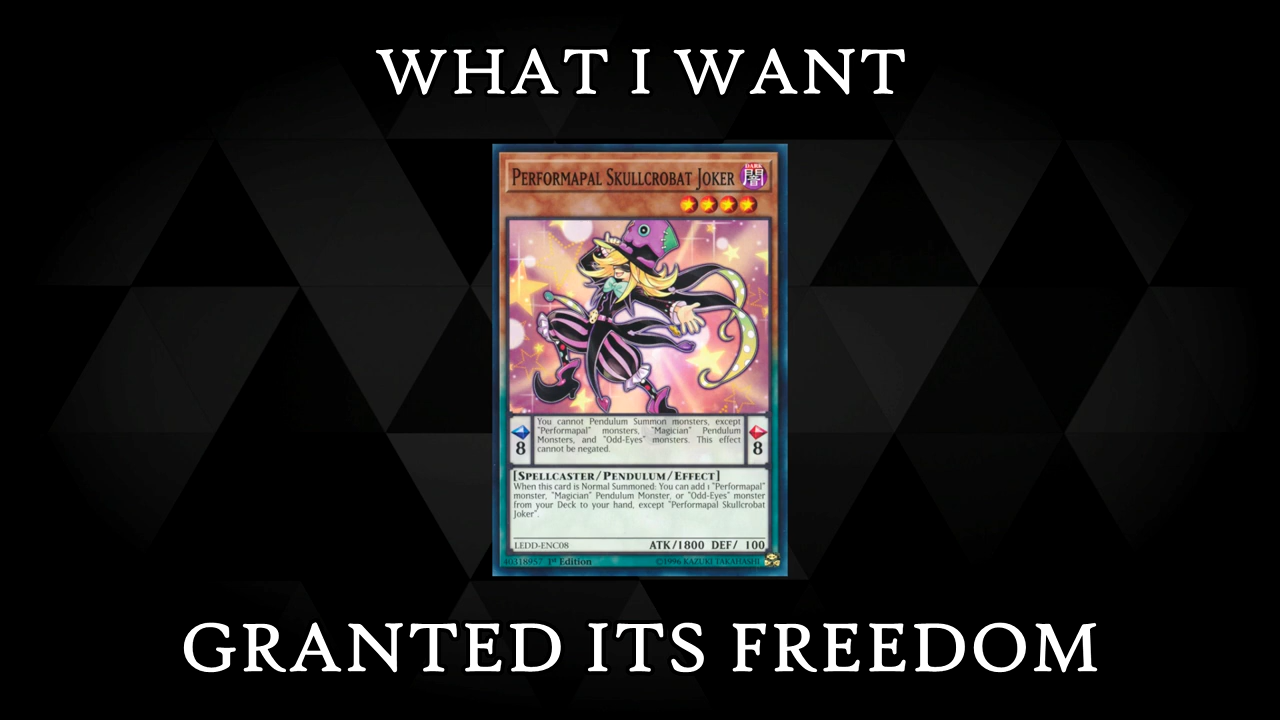 WHAT I WANT
PERFORMAPAL SKULLCROBAT JOKER
DARK
闇
You cannot Pendulum Summon monsters, except
"Performapal" monsters, "Magician" Pendulum
Monsters, and "Odd-Eyes" monsters. This effect
cannot be negated.
8
8
[SPELLCASTER/PENDULUM/EFFECT]
When this card is Normal Summoned: You can add 1 "Performapal"
monster, "Magician" Pendulum Monster, or "Odd-Eyes" monster
from your Deck to your hand, except "Performapal Skullcrobat
Joker".
LEDD-ENC08
ATK/1800 DEF/ 100
40318957 1st Edition
©1996 KAZUKI TAKAHASHI
GRANTED ITS FREEDOM